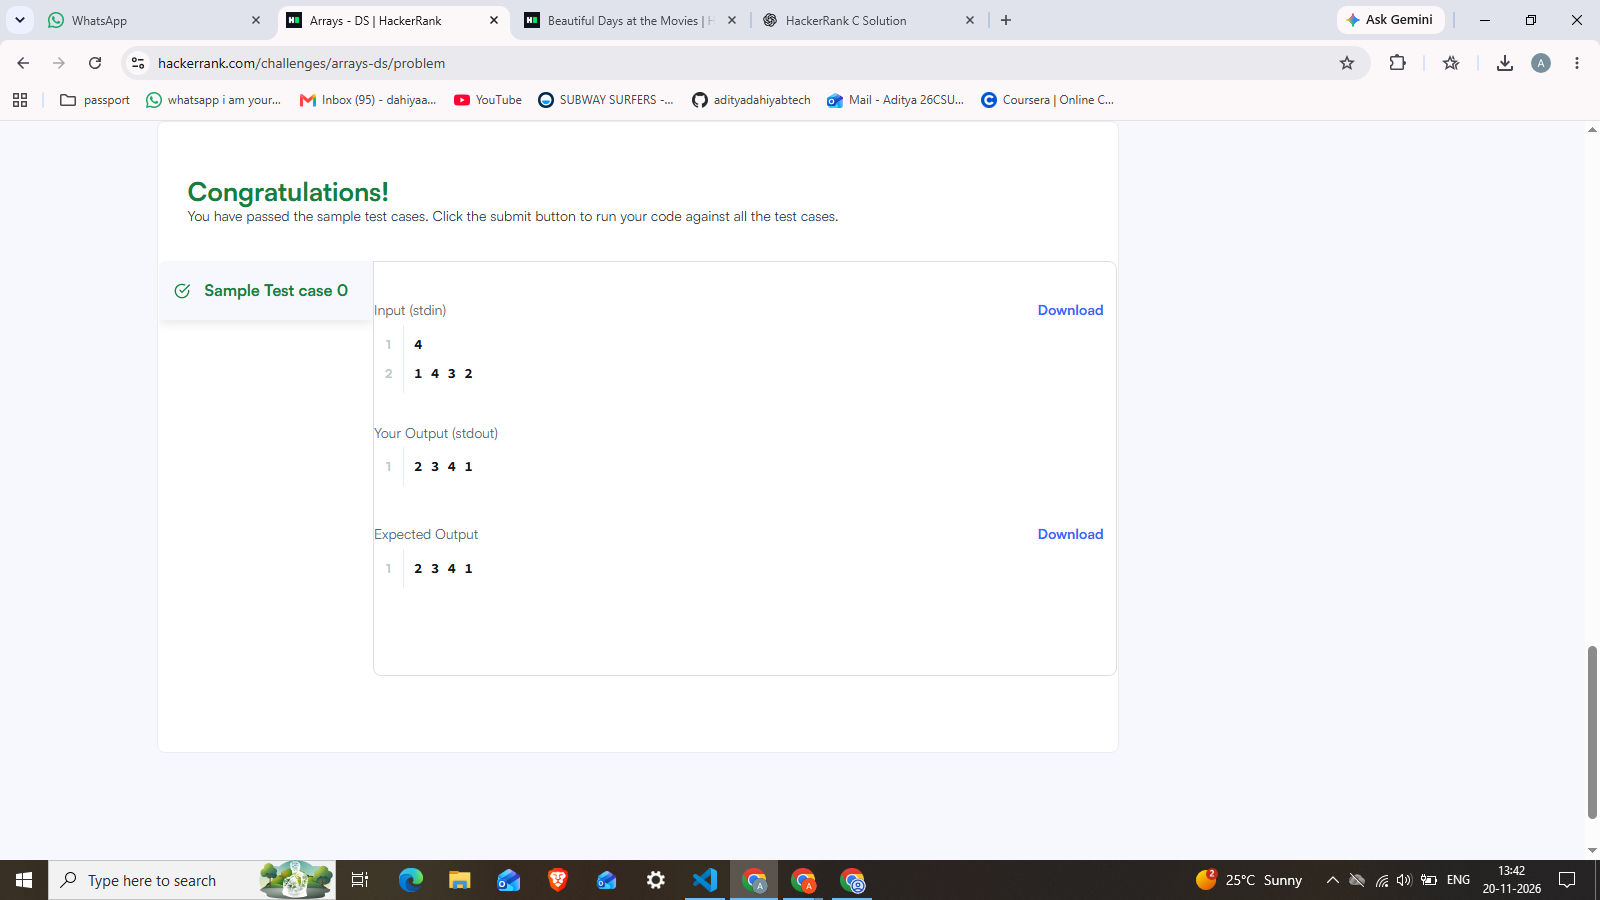 WhatsApp
Arrays - DS | HackerRank
Beautiful Days at the Movies | H
HackerRank C Solution
Ask Gemini
hackerrank.com/challenges/arrays-ds/problem
A
passport
whatsapp i am your...
Inbox (95) - dahiyaa...
YouTube
SUBWAY SURFERS -...
adityadahiyabtech
Mail - Aditya 26CSU...
Coursera | Online C...
Congratulations!
You have passed the sample test cases. Click the submit button to run your code against all the test cases.
Sample Test case 0
Input (stdin)
Download
1 4
2 1 4 3 2
Your Output (stdout)
1 2 3 4 1
Expected Output
Download
1 2 3 4 1
Type here to search
2
25°C Sunny
ENG
13:42
20-11-2026